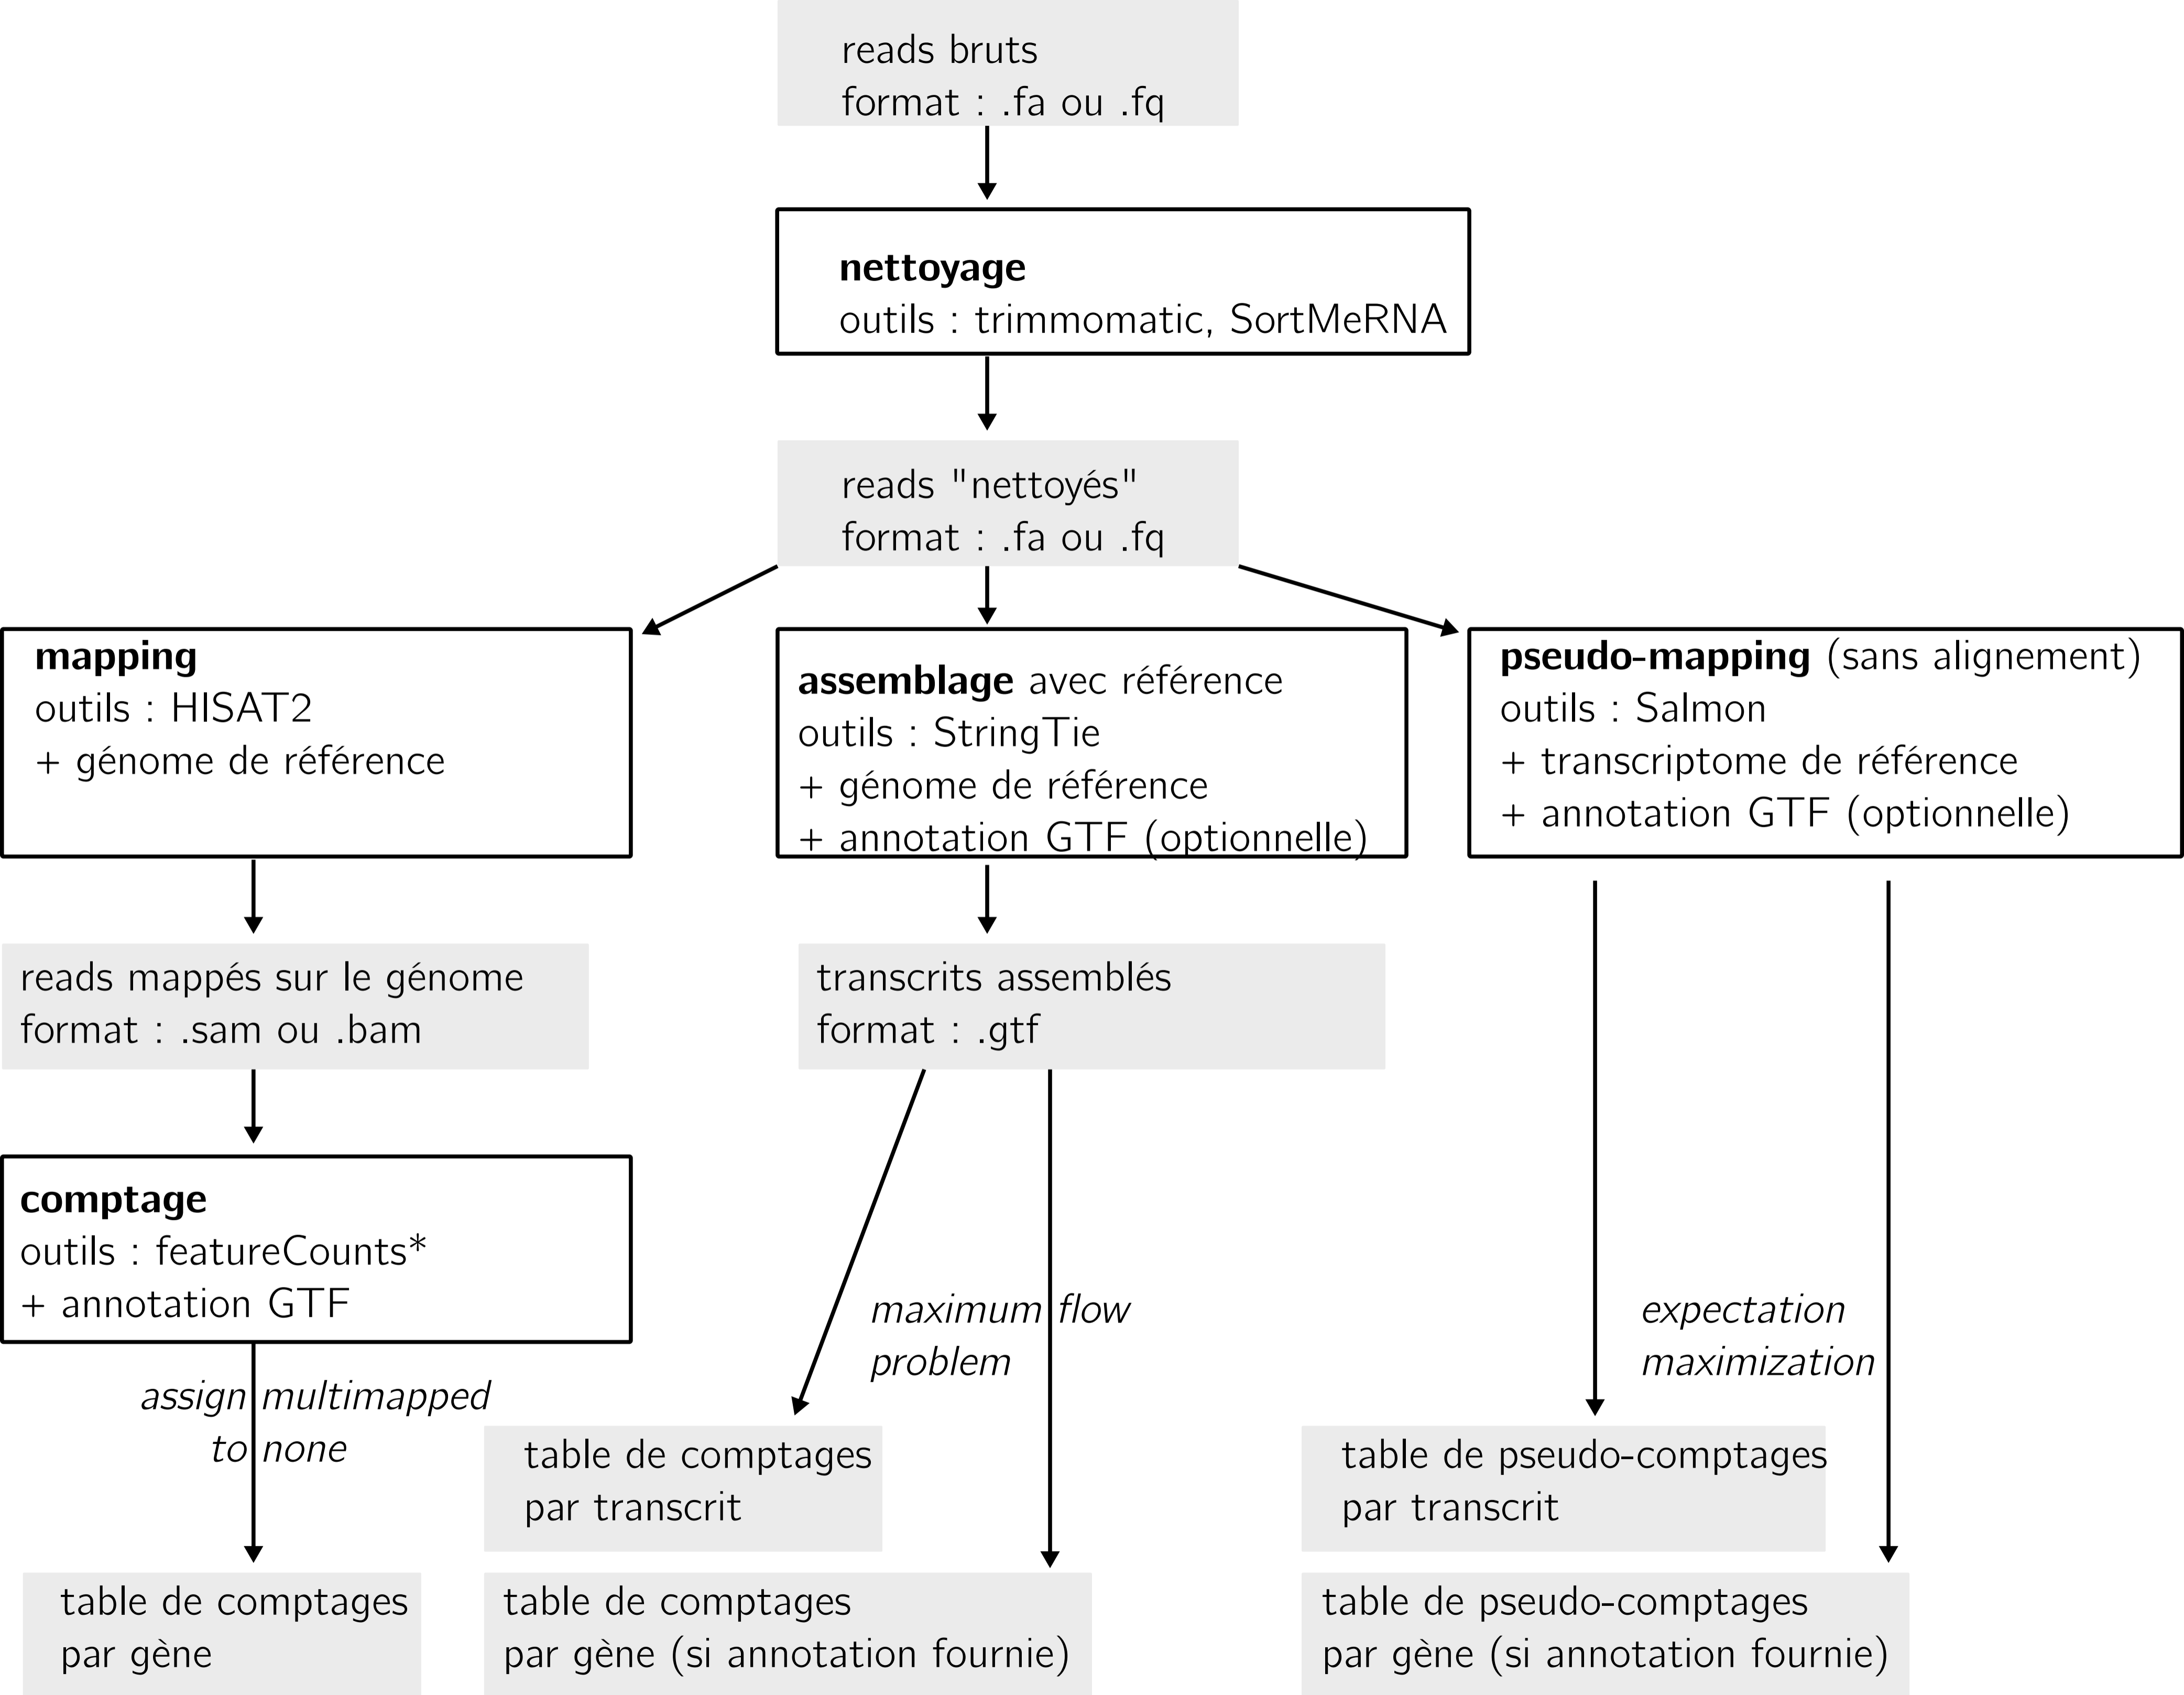 reads bruts
format : .fa ou .fq
nettoyage
outils : trimmomatic, SortMeRNA
reads "nettoyés"
format : .fa ou .fq
mapping
outils : HISAT2
+ génome de référence
assemblage avec référence
outils : StringTie
+ génome de référence
+ annotation GTF (optionnelle)
pseudo-mapping (sans alignement)
outils : Salmon
+ transcriptome de référence
+ annotation GTF (optionnelle)
reads mappés sur le génome
format : .sam ou .bam
transcrits assemblés
format : .gtf
comptage
outils : featureCounts*
+ annotation GTF
assign multimapped
to none
maximum flow
problem
expectation
maximization
table de comptages
par transcrit
table de pseudo-comptages
par transcrit
table de comptages
par gène
table de comptages
par gène (si annotation fournie)
table de pseudo-comptages
par gène (si annotation fournie)